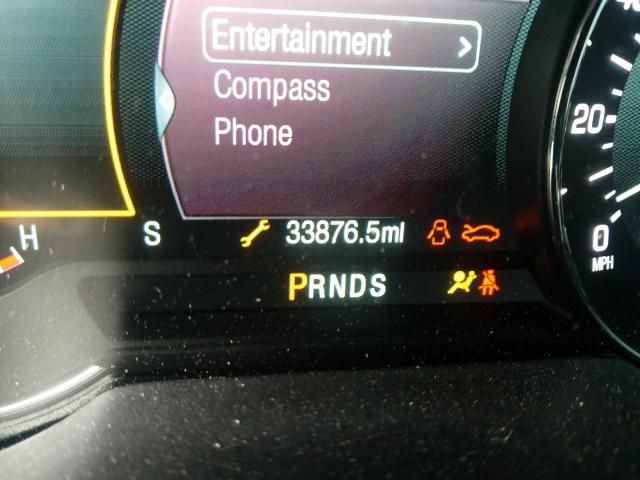 Entertainment >
Compass
Phone
20
H S 33876.5mi 0
MPH
PRNDS